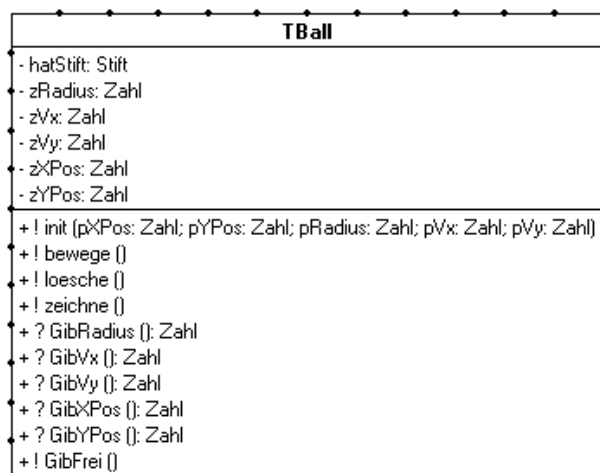 TBall
- hatStift: Stift
- zRadius: Zahl
- zVx: Zahl
- zVy: Zahl
- zXPos: Zahl
- zYPos: Zahl
+ ! init (pXPos: Zahl; pYPos: Zahl; pRadius: Zahl; pVx: Zahl; pVy: Zahl)
+ ! bewege ()
+ ! loesche ()
+ ! zeichne ()
+ ? GibRadius (): Zahl
+ ? GibVx (): Zahl
+ ? GibVy (): Zahl
+ ? GibXPos (): Zahl
+ ? GibYPos (): Zahl
+ ! GibFrei ()